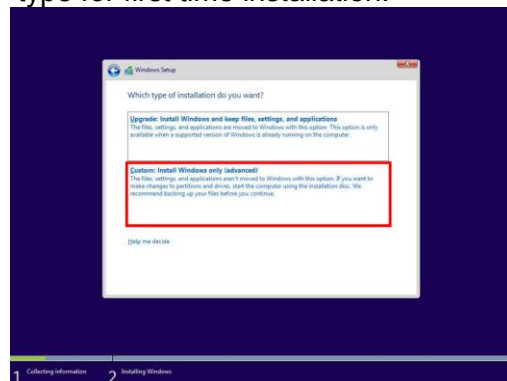 type for first time installation.
Windows Setup
Which type of installation do you want?
Upgrade: Install Windows and keep files, settings, and applications
The files, settings, and applications are moved to Windows with this option. This option is only
available when a supported version of Windows is already running on the computer.
Custom: Install Windows only (advanced)
The files, settings, and applications aren't moved to Windows with this option. If you want to
make changes to partitions and drives, start the computer using the installation disc. We
recommend backing up your files before you continue.
Help me decide
1 Collecting information 2 Installing Windows